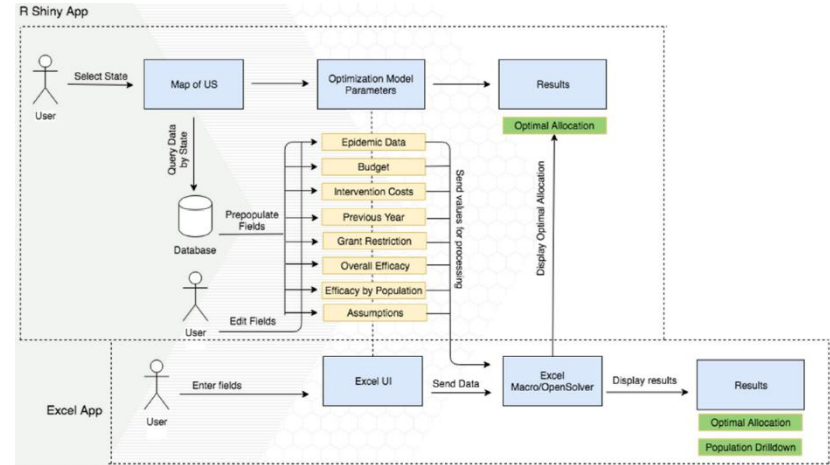 R Shiny App
Select State
User
Map of US
Optimization Model
Parameters
Results
Optimal Allocation
Query Data
by State
Database
Prepopulate
Fields
Epidemic Data
Budget
Intervention Costs
Previous Year
Grant Restriction
Overall Efficacy
Efficacy by Population
Assumptions
Send values for processing
Display Optimal Allocation
User
Edit Fields
Excel App
User
Enter fields
Excel UI
Send Data
Excel
Macro/OpenSolver
Display results
Results
Optimal Allocation
Population Drilldown